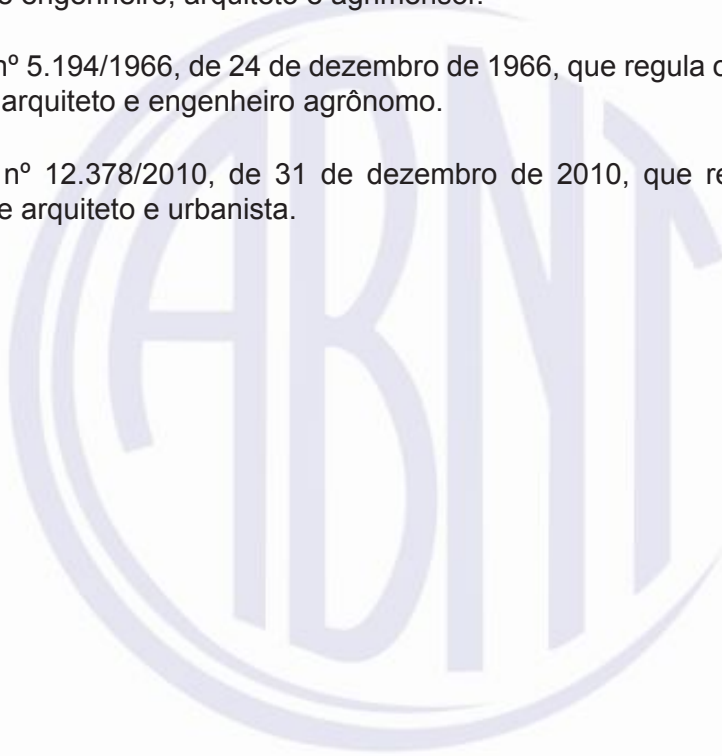 e engenheiro, arquiteto e agrimensor.
nº 5.194/1966, de 24 de dezembro de 1966, que regula o
arquiteto e engenheiro agrônomo.
nº 12.378/2010, de 31 de dezembro de 2010, que re
e arquiteto e urbanista.
ABNT